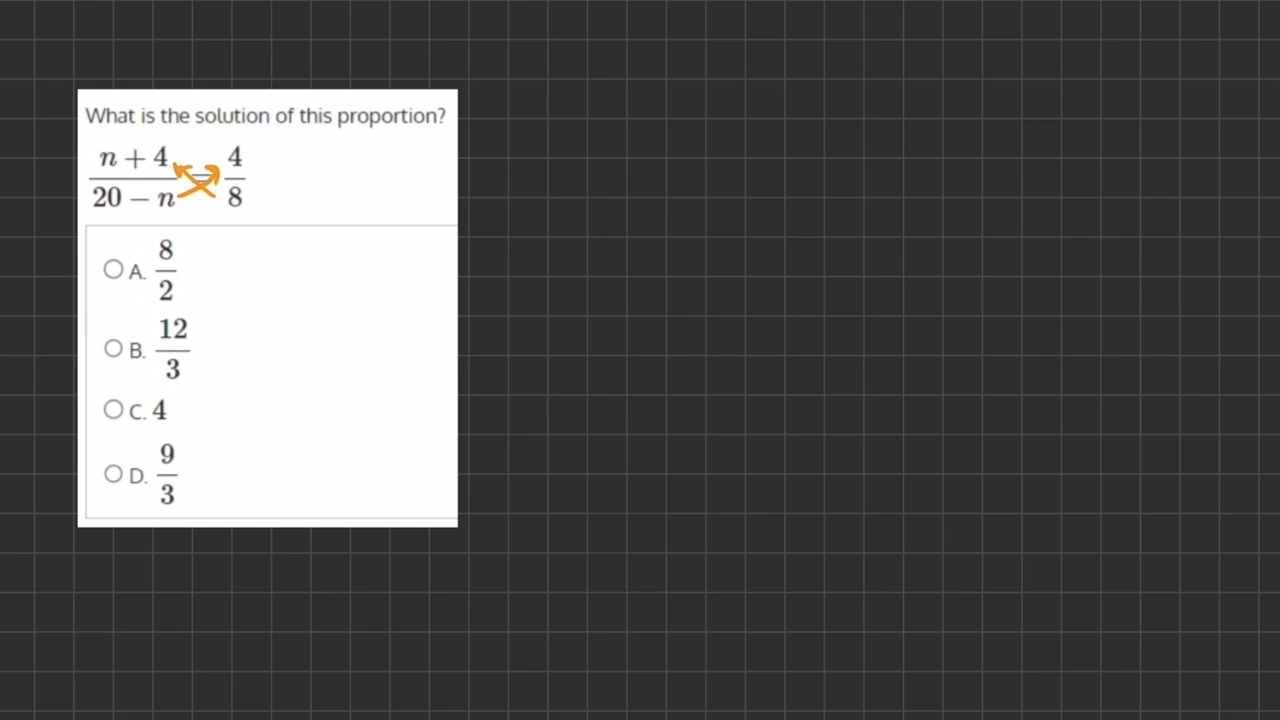 What is the solution of this proportion?
n + 4 / 20 − n = 4 / 8
A. 8 / 2
B. 12 / 3
C. 4
D. 9 / 3